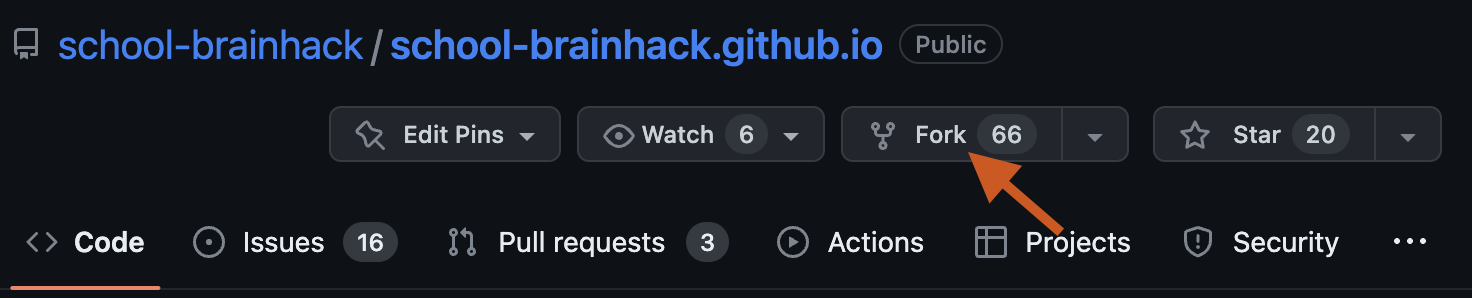 school-brainhack/school-brainhack.github.io Public
Edit Pins Watch 6 Fork 66 Star 20
Code Issues 16 Pull requests 3 Actions Projects Security ...